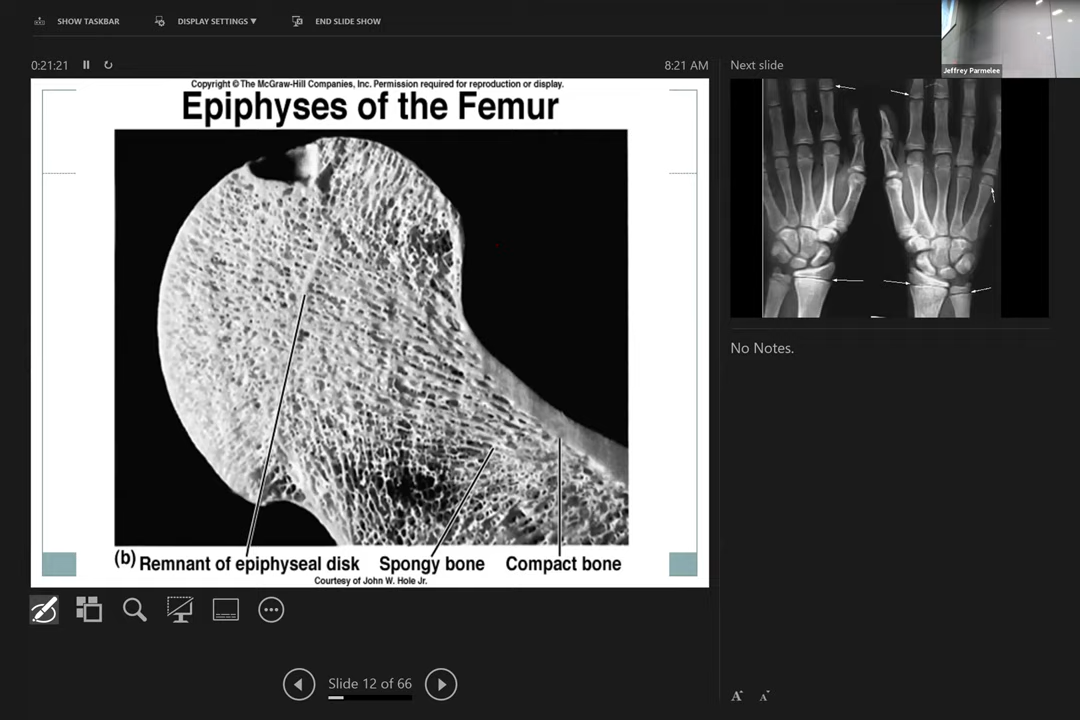 SHOW TASKBAR
DISPLAY SETTINGS ▼
END SLIDE SHOW
Jeffrey Parmelee
0:21:21
8:21 AM
Next slide
Copyright © The McGraw-Hill Companies, Inc. Permission required for reproduction or display.
Epiphyses of the Femur
No Notes.
(b) Remnant of epiphyseal disk Spongy bone Compact bone
Courtesy of John W. Hole Jr.
Slide 12 of 66
A A